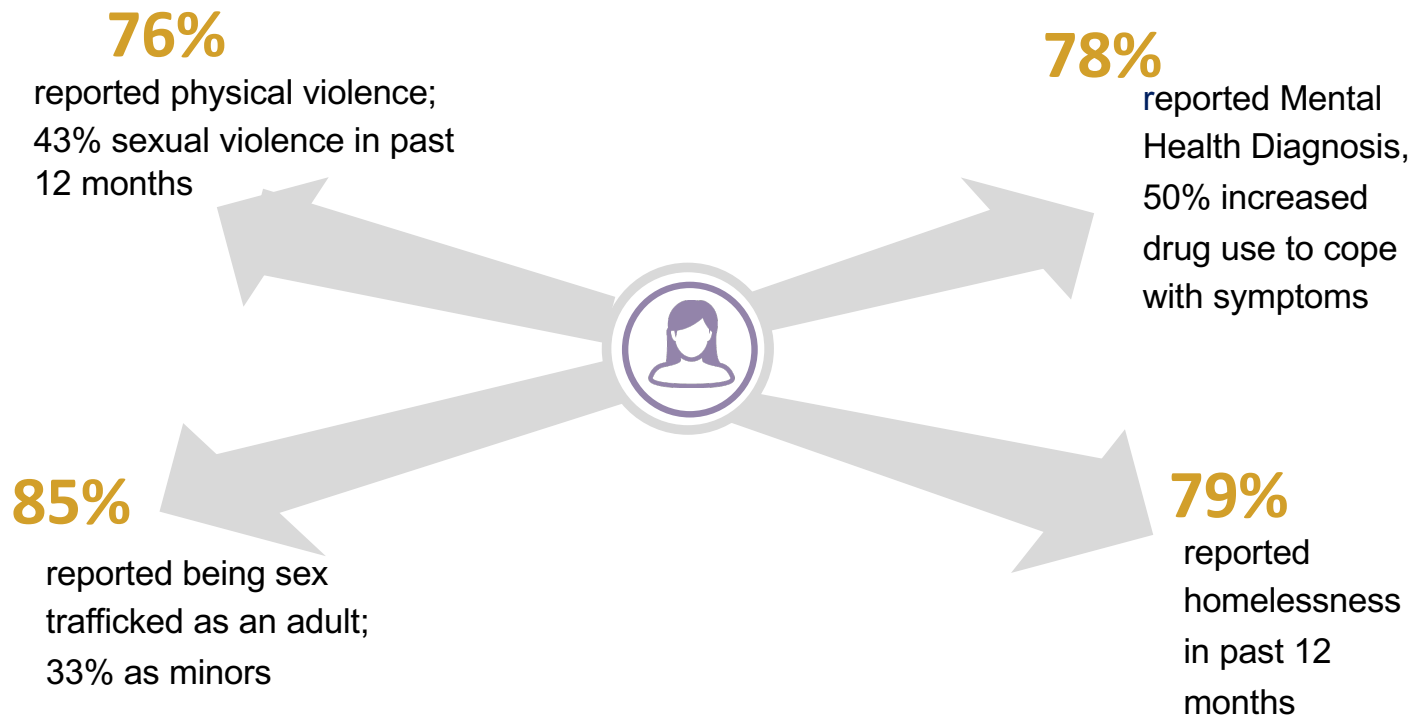 76%
reported physical violence;
43% sexual violence in past
12 months
78%
reported Mental
Health Diagnosis,
50% increased
drug use to cope
with symptoms
85%
reported being sex
trafficked as an adult;
33% as minors
79%
reported
homelessness
in past 12
months